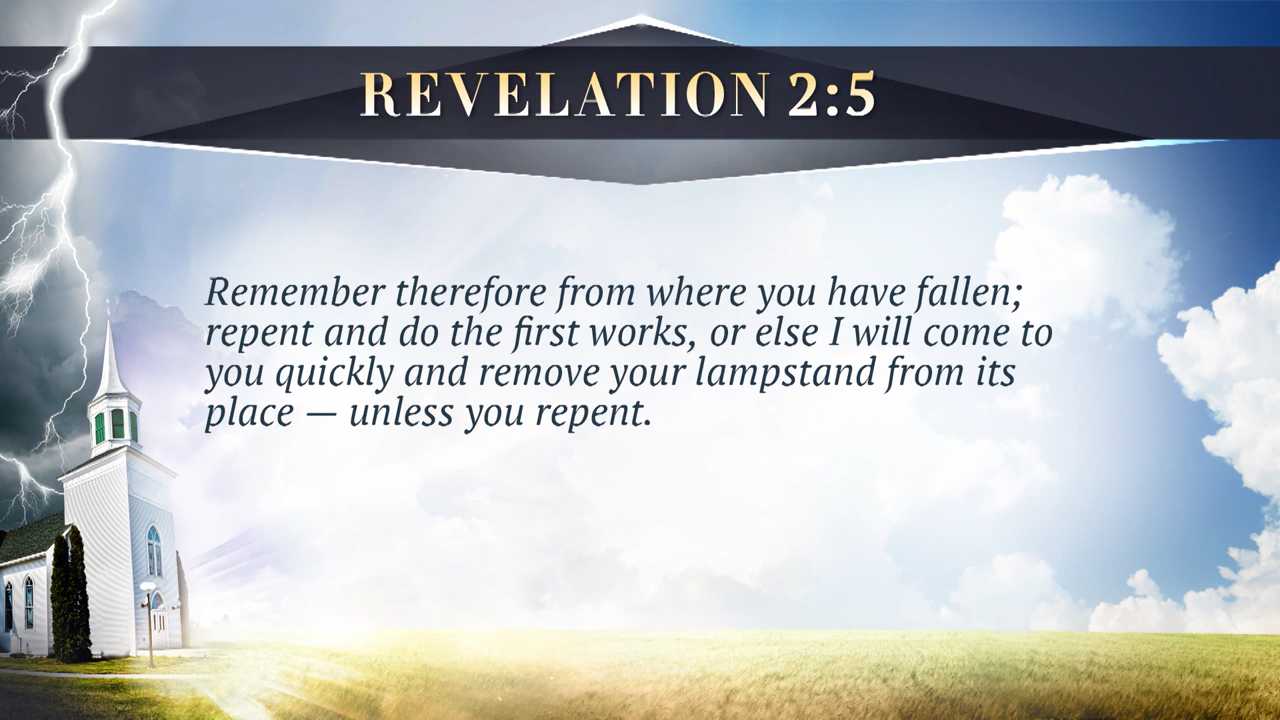 REVELATION 2:5
Remember therefore from where you have fallen;
repent and do the first works, or else I will come to
you quickly and remove your lampstand from its
place — unless you repent.